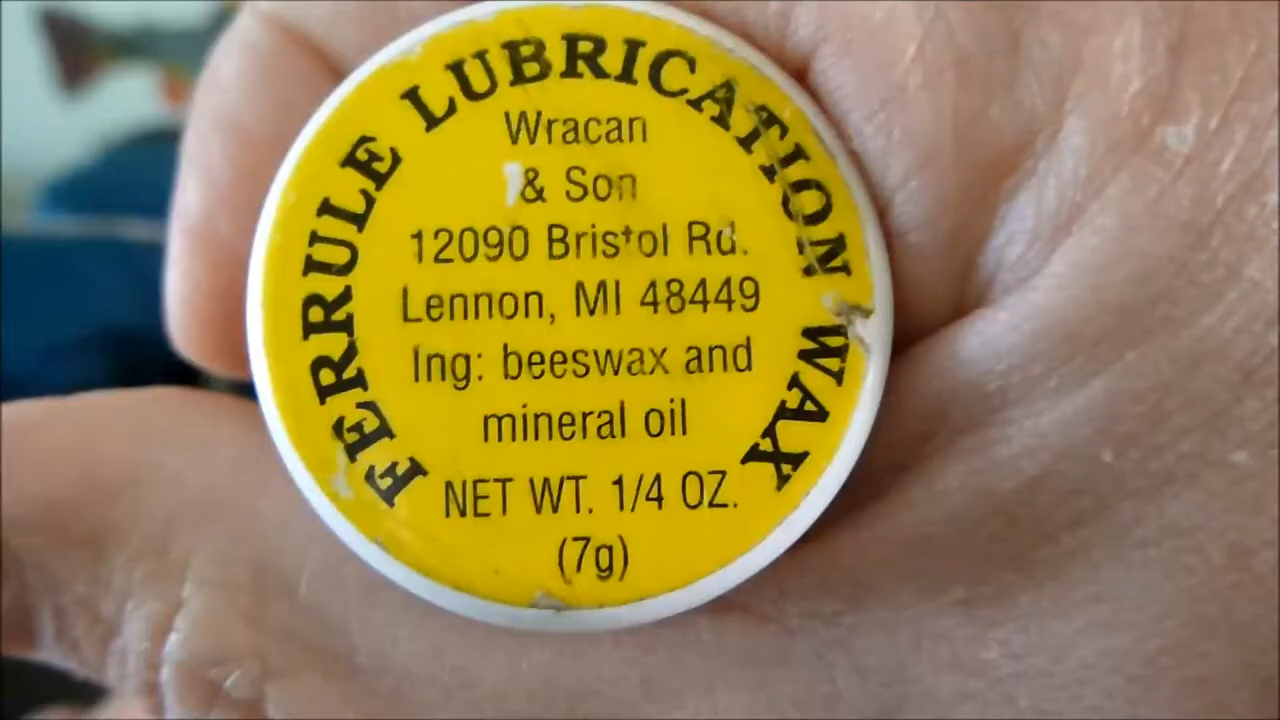 FERRULE LUBRICATION WAX
Wracan
& Son
12090 Bristol Rd.
Lennon, MI 48449
Ing: beeswax and
mineral oil
NET WT. 1/4 OZ.
(7g)